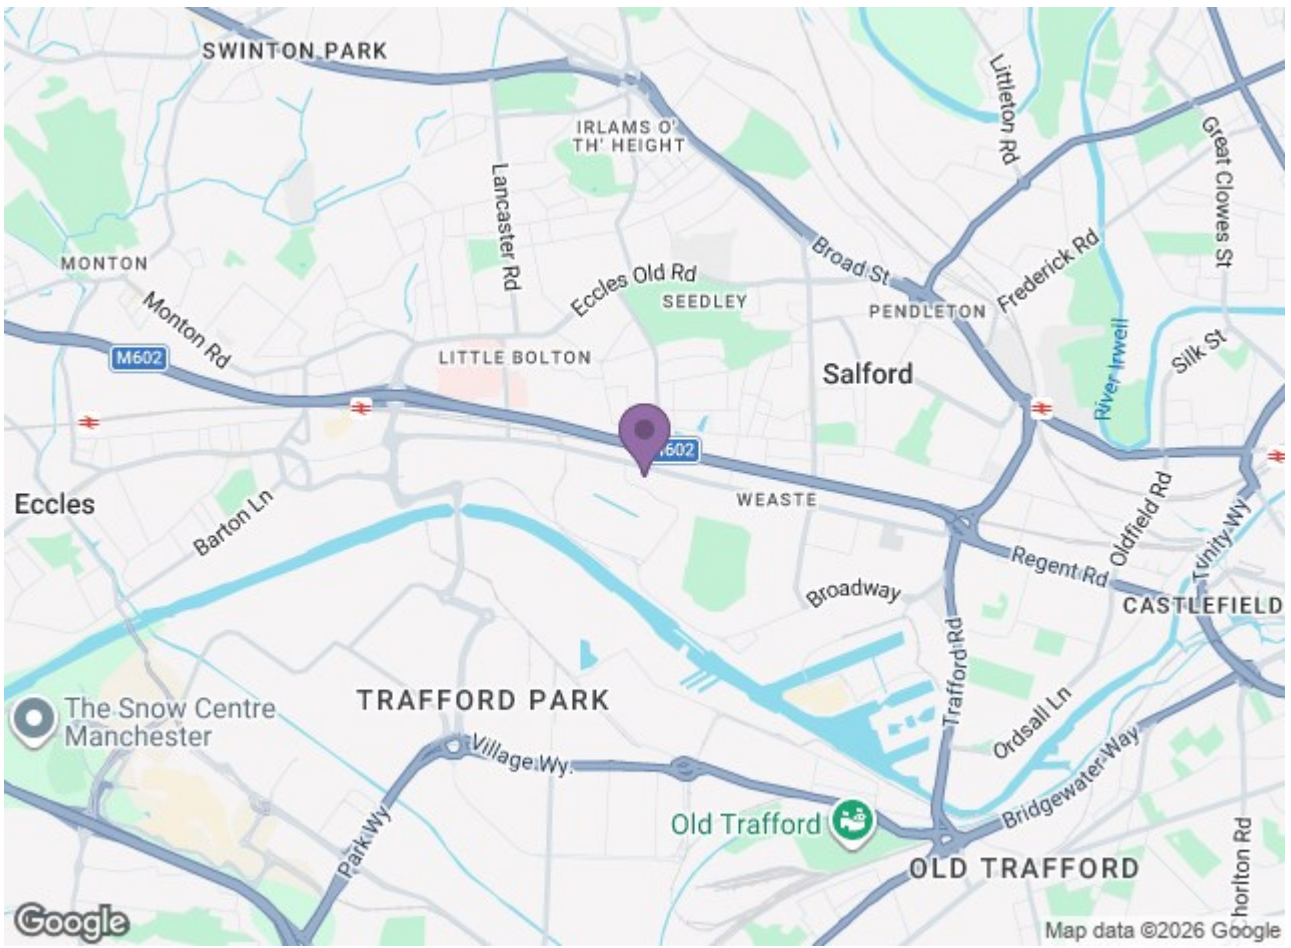 SWINTON PARK
IRLAMS O'
TH' HEIGHT
Littleton Rd
Great Clowes St
Lancaster Rd
Broad St
Frederick Rd
MONTON
Eccles Old Rd
SEEDLEY
PENDLETON
Monton Rd
M602
LITTLE BOLTON
River Irwell
Silk St
Salford
602
Eccles
Barton Ln
WEASTE
Oldfield Rd
Trinity Wy
Regent Rd
Broadway
CASTLEFIELD
Trafford Rd
TRAFFORD PARK
The Snow Centre
Manchester
Ordsall Ln
Village Wy.
Bridgewater Way
Park Wy
Old Trafford
OLD TRAFFORD
Chorlton Rd
Google
Map data ©2026 Google